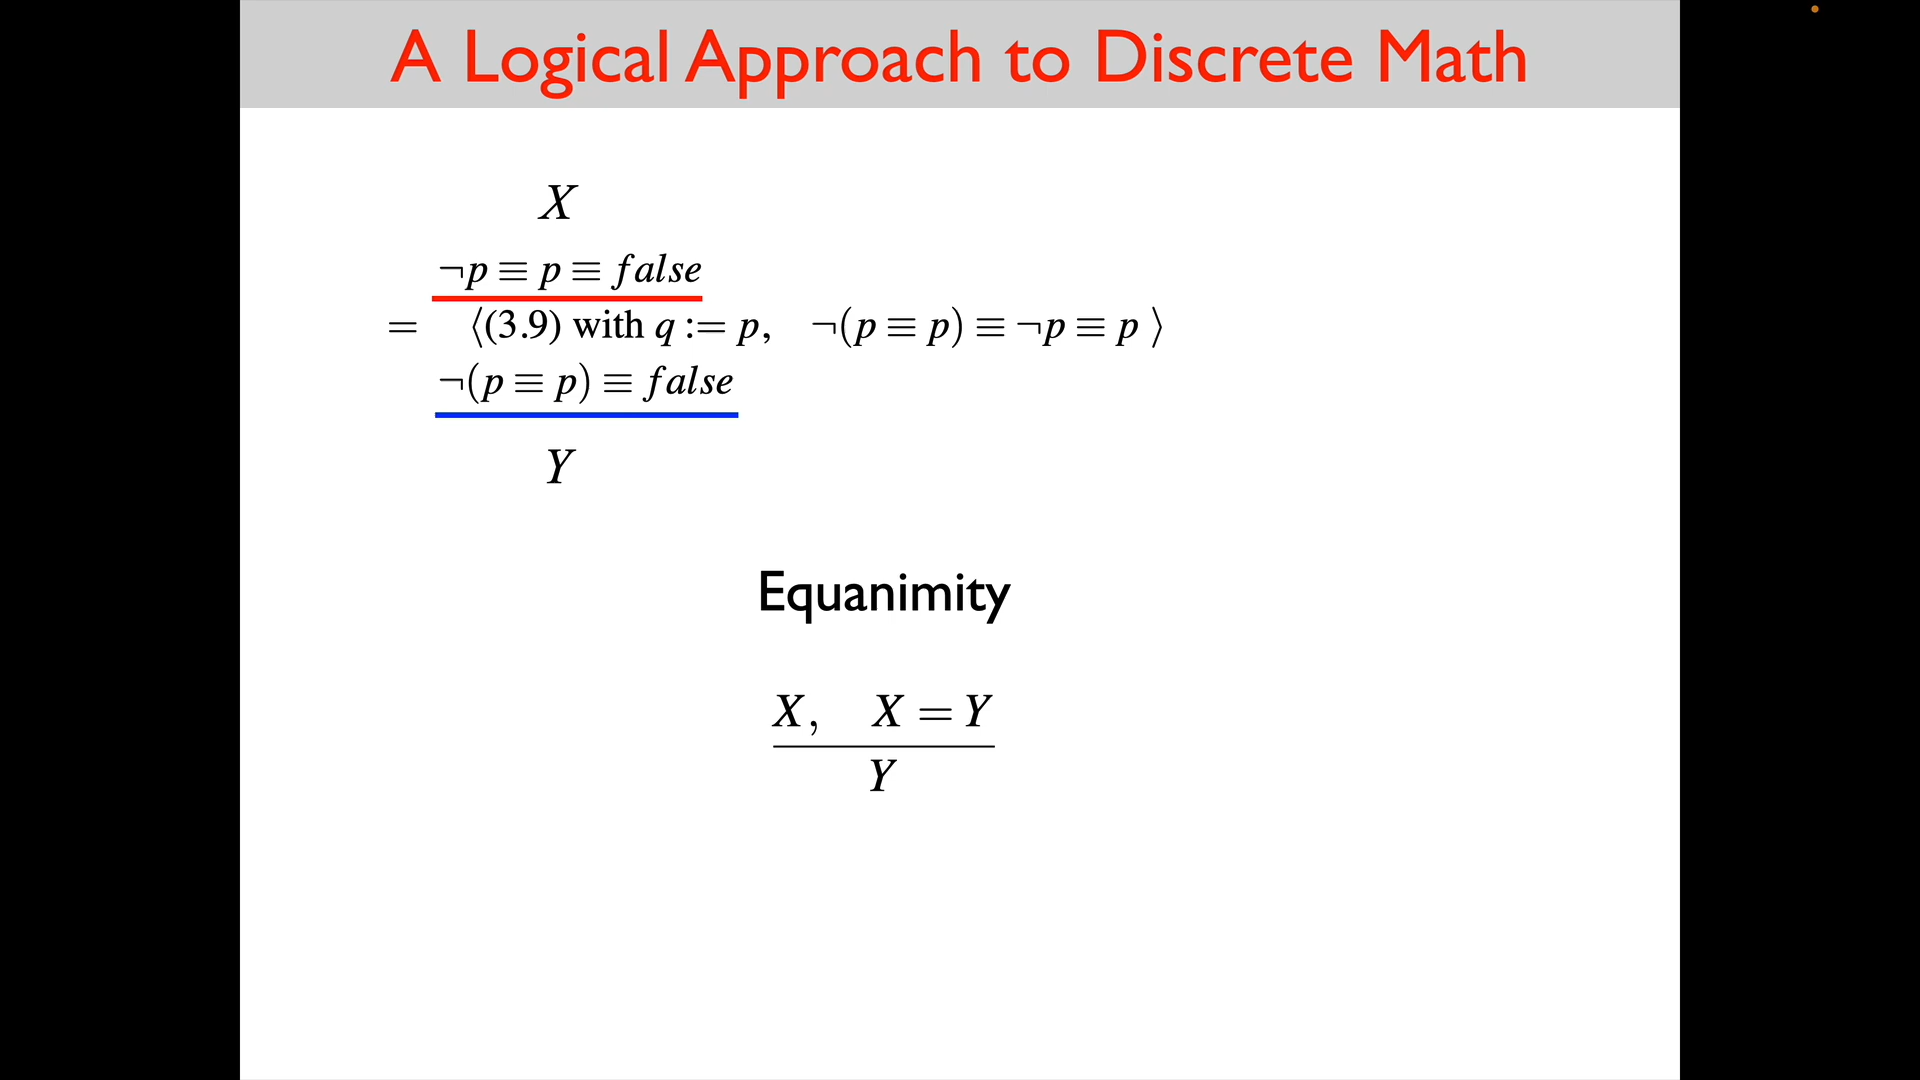 A Logical Approach to Discrete Math
X
¬p ≡ p ≡ false
= ⟨(3.9) with q := p, ¬(p ≡ p) ≡ ¬p ≡ p ⟩
¬(p ≡ p) ≡ false
Y
Equanimity
X, X = Y
Y